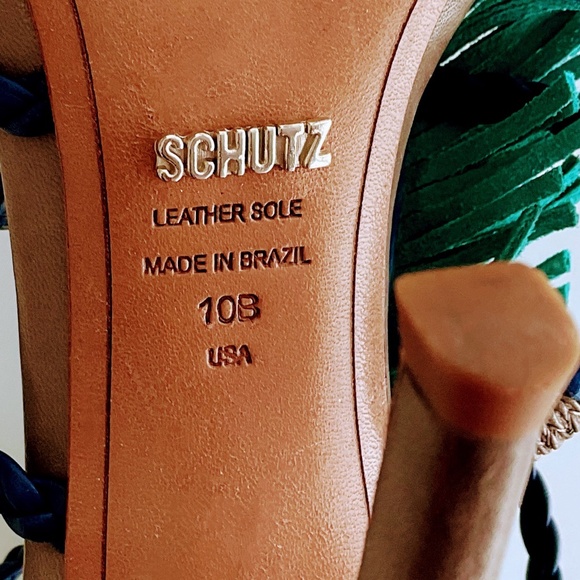 SCHUTZ
LEATHER SOLE
MADE IN BRAZIL
10B
USA